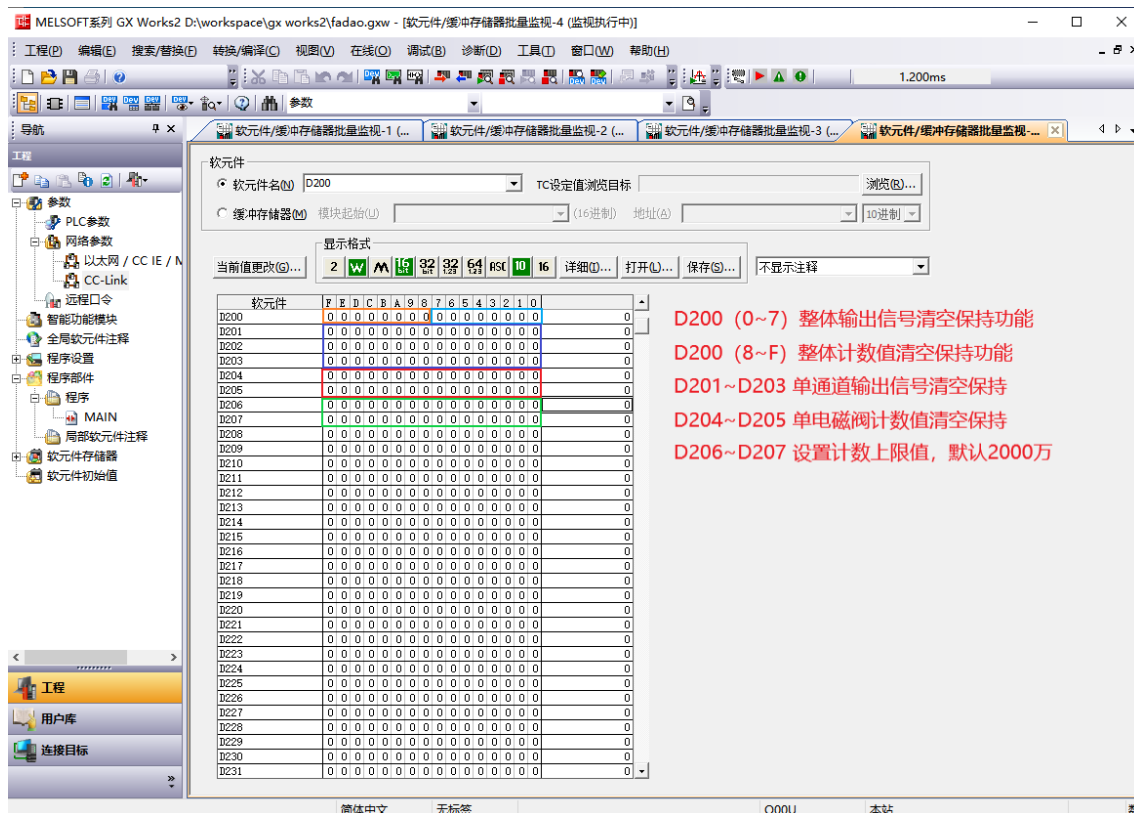 MELSOFT系列 GX Works2 D:\workspace\gx works2\fadao.gxw - [软元件/缓冲存储器批量监视-4 (监视执行中)]
工程(P) 编辑(E) 搜索/替换(F) 转换/编译(C) 视图(V) 在线(O) 调试(B) 诊断(D) 工具(T) 窗口(W) 帮助(H)
1.200ms
参数
导航
软元件/缓冲存储器批量监视-1 (... 软元件/缓冲存储器批量监视-2 (... 软元件/缓冲存储器批量监视-3 (... 软元件/缓冲存储器批量监视-...
工程
参数
PLC参数
网络参数
以太网 / CC IE / N
CC-Link
远程口令
智能功能模块
全局软元件注释
程序设置
程序部件
程序
MAIN
局部软元件注释
软元件存储器
软元件初始值
工程
用户库
连接目标
软元件
软元件名(N) D200 TC设定值浏览目标 浏览(R)...
缓冲存储器(M) 模块起始(U) (16进制) 地址(A) 10进制
显示格式
当前值更改(G)... 2 W M 16bit 32bit 32 1.23 64 1.23 ASC 10 16 详细(I)... 打开(L)... 保存(S)... 不显示注释
软元件 F E D C B A 9 8 7 6 5 4 3 2 1 0
D200 0 0 0 0 0 0 0 0 0 0 0 0 0 0 0 0 0
D201 0 0 0 0 0 0 0 0 0 0 0 0 0 0 0 0 0
D202 0 0 0 0 0 0 0 0 0 0 0 0 0 0 0 0 0
D203 0 0 0 0 0 0 0 0 0 0 0 0 0 0 0 0 0
D204 0 0 0 0 0 0 0 0 0 0 0 0 0 0 0 0 0
D205 0 0 0 0 0 0 0 0 0 0 0 0 0 0 0 0 0
D206 0 0 0 0 0 0 0 0 0 0 0 0 0 0 0 0 0
D207 0 0 0 0 0 0 0 0 0 0 0 0 0 0 0 0 0
D208 0 0 0 0 0 0 0 0 0 0 0 0 0 0 0 0 0
D209 0 0 0 0 0 0 0 0 0 0 0 0 0 0 0 0 0
D210 0 0 0 0 0 0 0 0 0 0 0 0 0 0 0 0 0
D211 0 0 0 0 0 0 0 0 0 0 0 0 0 0 0 0 0
D212 0 0 0 0 0 0 0 0 0 0 0 0 0 0 0 0 0
D213 0 0 0 0 0 0 0 0 0 0 0 0 0 0 0 0 0
D214 0 0 0 0 0 0 0 0 0 0 0 0 0 0 0 0 0
D215 0 0 0 0 0 0 0 0 0 0 0 0 0 0 0 0 0
D216 0 0 0 0 0 0 0 0 0 0 0 0 0 0 0 0 0
D217 0 0 0 0 0 0 0 0 0 0 0 0 0 0 0 0 0
D218 0 0 0 0 0 0 0 0 0 0 0 0 0 0 0 0 0
D219 0 0 0 0 0 0 0 0 0 0 0 0 0 0 0 0 0
D220 0 0 0 0 0 0 0 0 0 0 0 0 0 0 0 0 0
D221 0 0 0 0 0 0 0 0 0 0 0 0 0 0 0 0 0
D222 0 0 0 0 0 0 0 0 0 0 0 0 0 0 0 0 0
D223 0 0 0 0 0 0 0 0 0 0 0 0 0 0 0 0 0
D224 0 0 0 0 0 0 0 0 0 0 0 0 0 0 0 0 0
D225 0 0 0 0 0 0 0 0 0 0 0 0 0 0 0 0 0
D226 0 0 0 0 0 0 0 0 0 0 0 0 0 0 0 0 0
D227 0 0 0 0 0 0 0 0 0 0 0 0 0 0 0 0 0
D228 0 0 0 0 0 0 0 0 0 0 0 0 0 0 0 0 0
D229 0 0 0 0 0 0 0 0 0 0 0 0 0 0 0 0 0
D230 0 0 0 0 0 0 0 0 0 0 0 0 0 0 0 0 0
D231 0 0 0 0 0 0 0 0 0 0 0 0 0 0 0 0 0
D200（0~7）整体输出信号清空保持功能
D200（8~F）整体计数值清空保持功能
D201~D203 单通道输出信号清空保持
D204~D205 单电磁阀计数值清空保持
D206~D207 设置计数上限值，默认2000万
简体中文 无标签 Q00U 本站